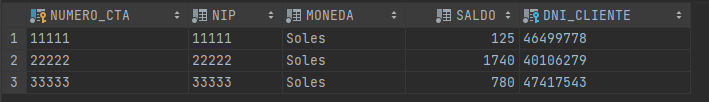 NUMERO_CTA NIP MONEDA SALDO DNI_CLIENTE
1 11111 11111 Soles 125 46499778
2 22222 22222 Soles 1740 40106279
3 33333 33333 Soles 780 47417543